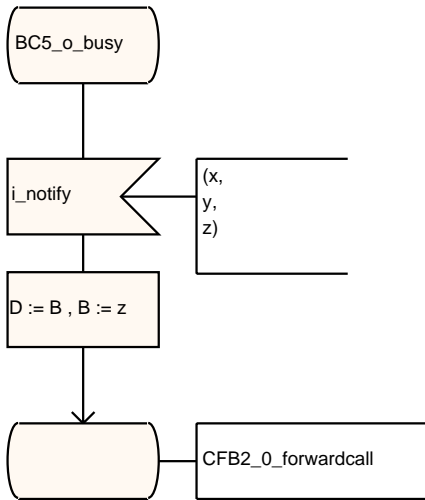 BC5_o_busy
i_notify
(x,
y,
z)
D := B , B := z
CFB2_0_forwardcall